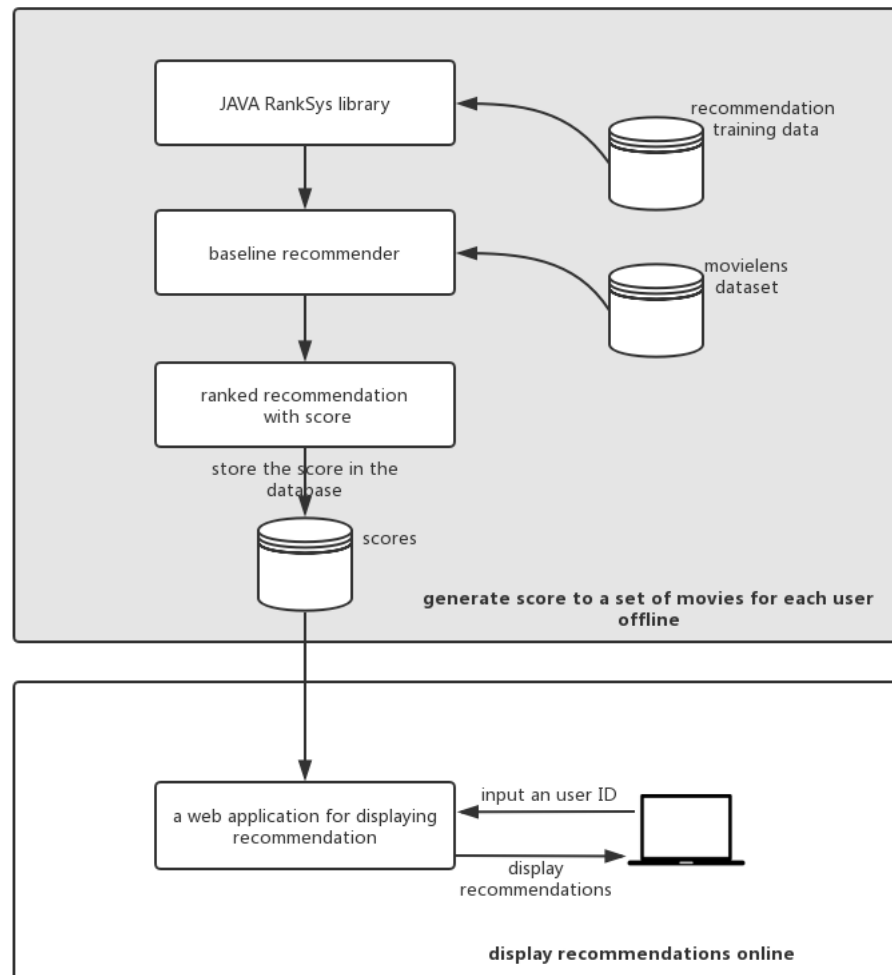 JAVA RankSys library
recommendation
training data
baseline recommender
movielens
dataset
ranked recommendation
with score
store the score in the
database
scores
generate score to a set of movies for each user
offline
a web application for displaying
recommendation
input an user ID
display
recommendations
display recommendations online